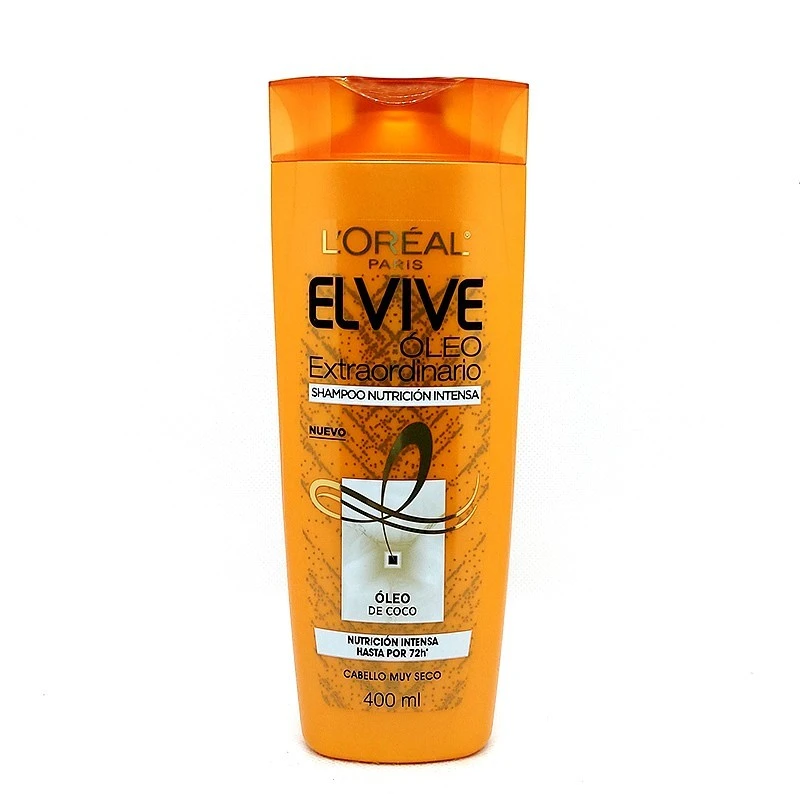 L'ORÉAL®
PARIS
ELVIVE
ÓLEO
Extraordinario
SHAMPOO NUTRICIÓN INTENSA
NUEVO
ÓLEO
DE COCO
NUTRICIÓN INTENSA
HASTA POR 72h*
CABELLO MUY SECO
400 ml